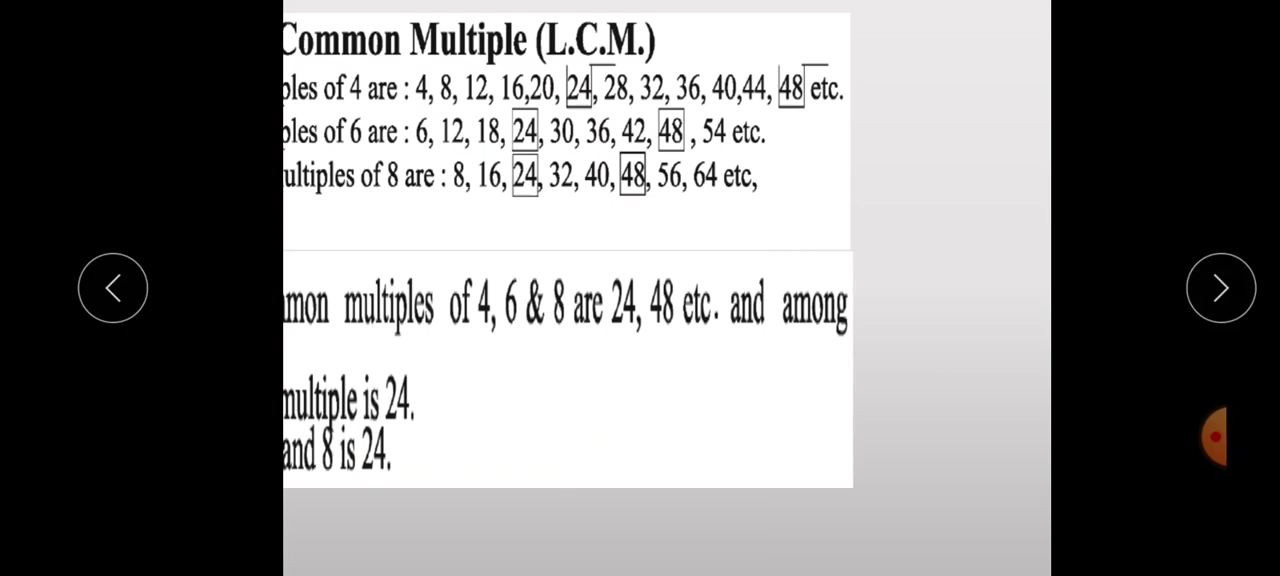 Common Multiple (L.C.M.)
ples of 4 are : 4, 8, 12, 16,20, 24, 28, 32, 36, 40,44, 48 etc.
ples of 6 are : 6, 12, 18, 24, 30, 36, 42, 48 , 54 etc.
ultiples of 8 are : 8, 16, 24, 32, 40, 48, 56, 64 etc,
mon multiples of 4, 6 & 8 are 24, 48 etc. and among
multiple is 24.
and 8 is 24.